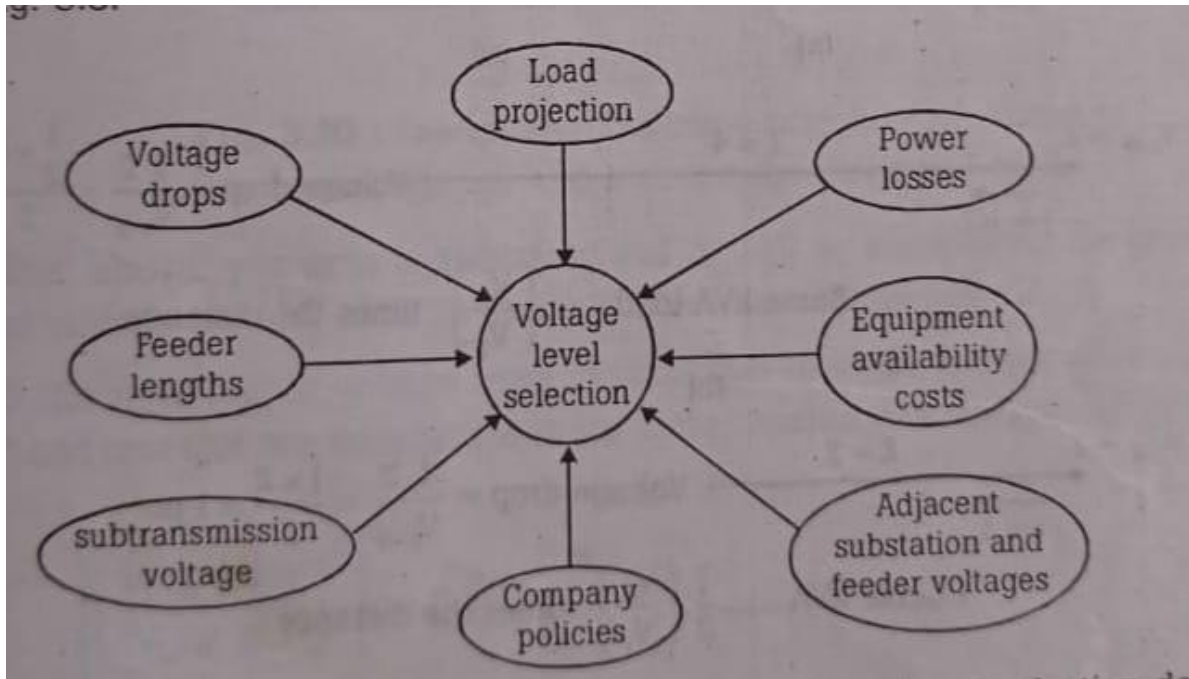 Load
projection
Voltage
drops
Power
losses
Feeder
lengths
Voltage
level
selection
Equipment
availability
costs
subtransmission
voltage
Company
policies
Adjacent
substation and
feeder voltages